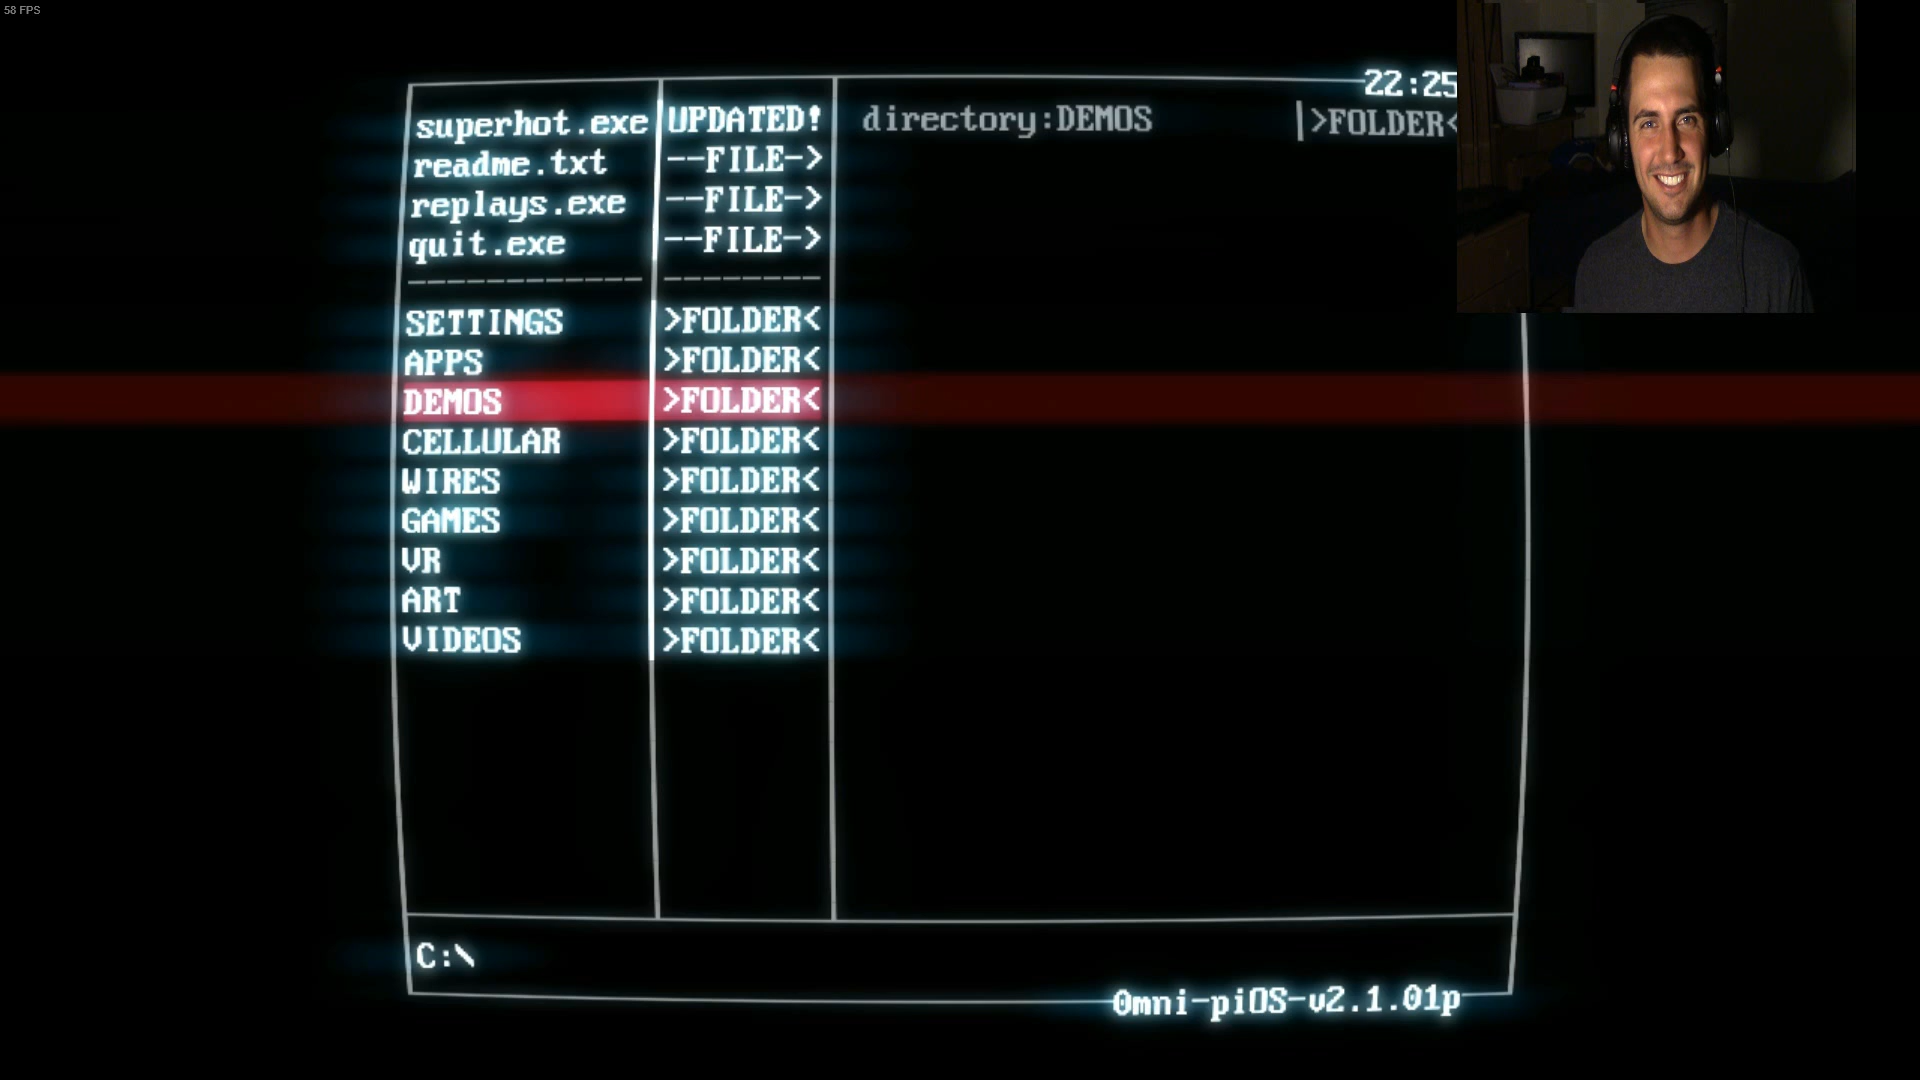 58 FPS
22:25
superhot.exe UPDATED! directory:DEMOS |>FOLDER<
readme.txt --FILE->
replays.exe --FILE->
quit.exe --FILE->
------------ --------
SETTINGS >FOLDER<
APPS >FOLDER<
DEMOS >FOLDER<
CELLULAR >FOLDER<
WIRES >FOLDER<
GAMES >FOLDER<
VR >FOLDER<
ART >FOLDER<
VIDEOS >FOLDER<
C:\
0mni-piOS-v2.1.01p